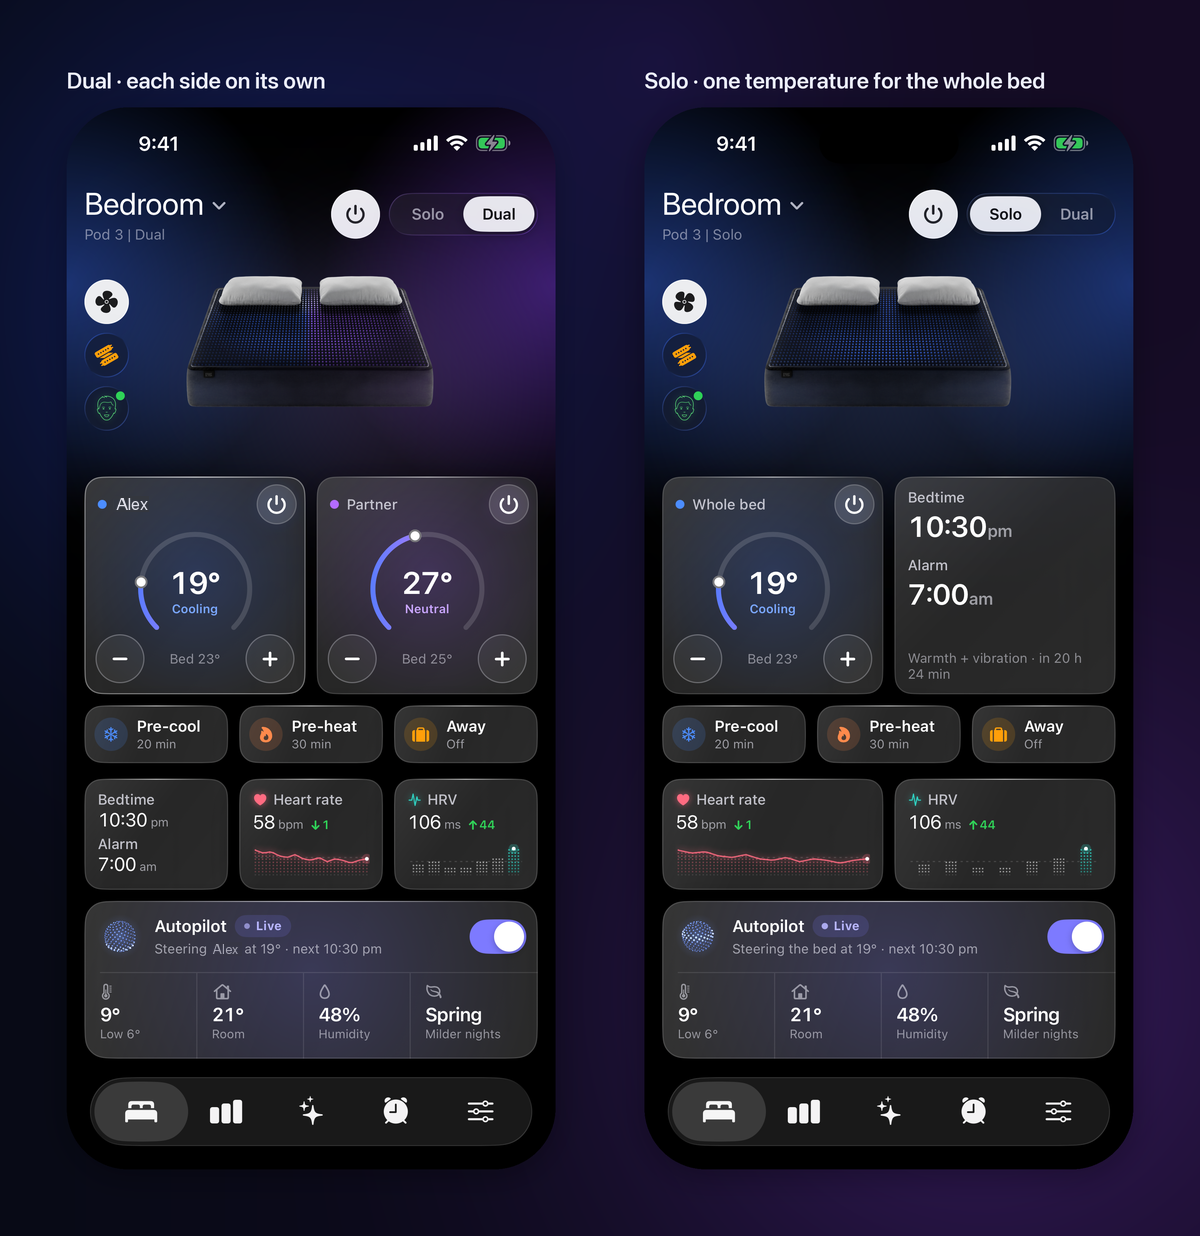 Dual · each side on its own
9:41
Bedroom
Solo
Dual
Pod 3 | Dual
Alex
19°
Cooling
Bed 23°
Partner
27°
Neutral
Bed 25°
Pre-cool
20 min
Pre-heat
30 min
Away
Off
Bedtime
10:30 pm
Alarm
7:00 am
Heart rate
58 bpm ↓1
HRV
106 ms ↑44
Autopilot
Live
Steering Alex at 19° · next 10:30 pm
9°
Low 6°
21°
Room
48%
Humidity
Spring
Milder nights
Solo · one temperature for the whole bed
9:41
Bedroom
Solo
Dual
Pod 3 | Solo
Whole bed
19°
Cooling
Bed 23°
Bedtime
10:30pm
Alarm
7:00am
Warmth + vibration · in 20 h
24 min
Pre-cool
20 min
Pre-heat
30 min
Away
Off
Heart rate
58 bpm ↓1
HRV
106 ms ↑44
Autopilot
Live
Steering the bed at 19° · next 10:30 pm
9°
Low 6°
21°
Room
48%
Humidity
Spring
Milder nights